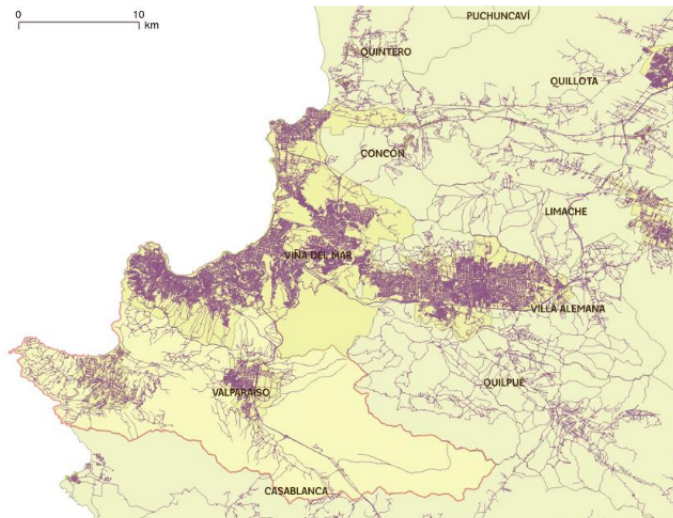 0 10
km
PUCHUNCAVÍ
QUINTERO
QUILLOTA
CONCÓN
LIMACHE
VIÑA DEL MAR
VILLA ALEMANA
QUILPUÉ
VALPARAÍSO
CASABLANCA